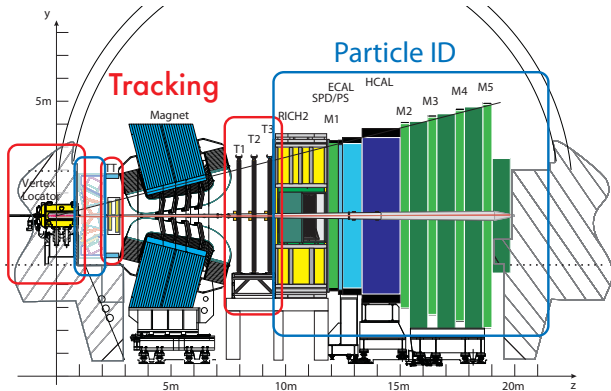 y
Particle ID
Tracking
ECAL
HCAL
SPD/PS
M4
M5
5m
Magnet
RICH2
M1
M2
M3
T1
T2
T3
TT
Vertex
Locator
5m
10m
15m
20m
z